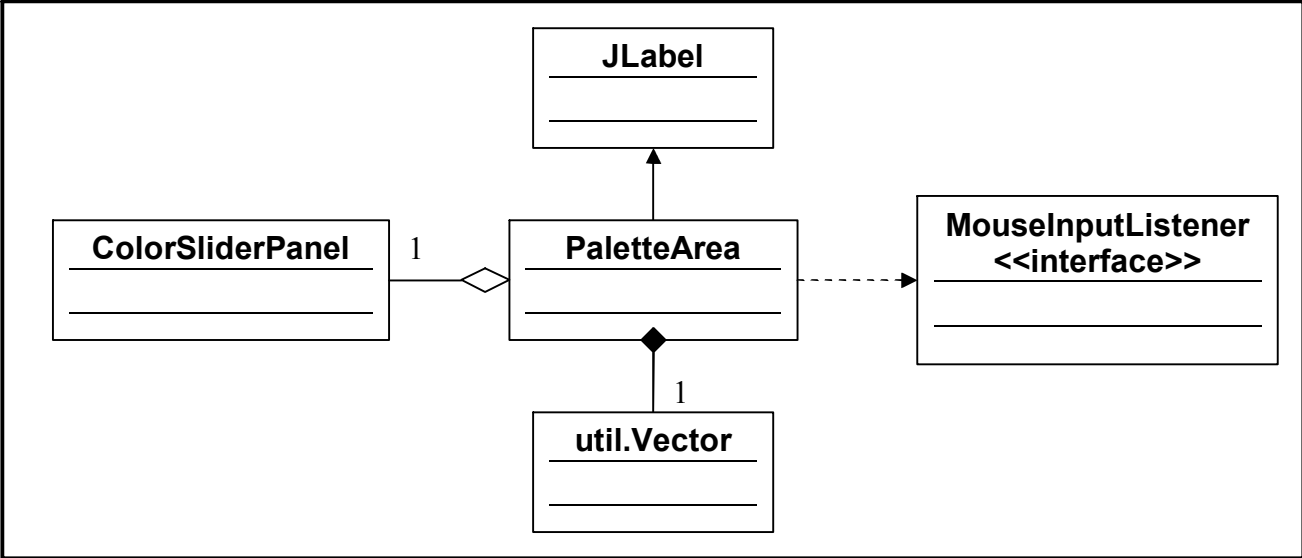 JLabel
ColorSliderPanel
1
PaletteArea
MouseInputListener
<<interface>>
1
util.Vector